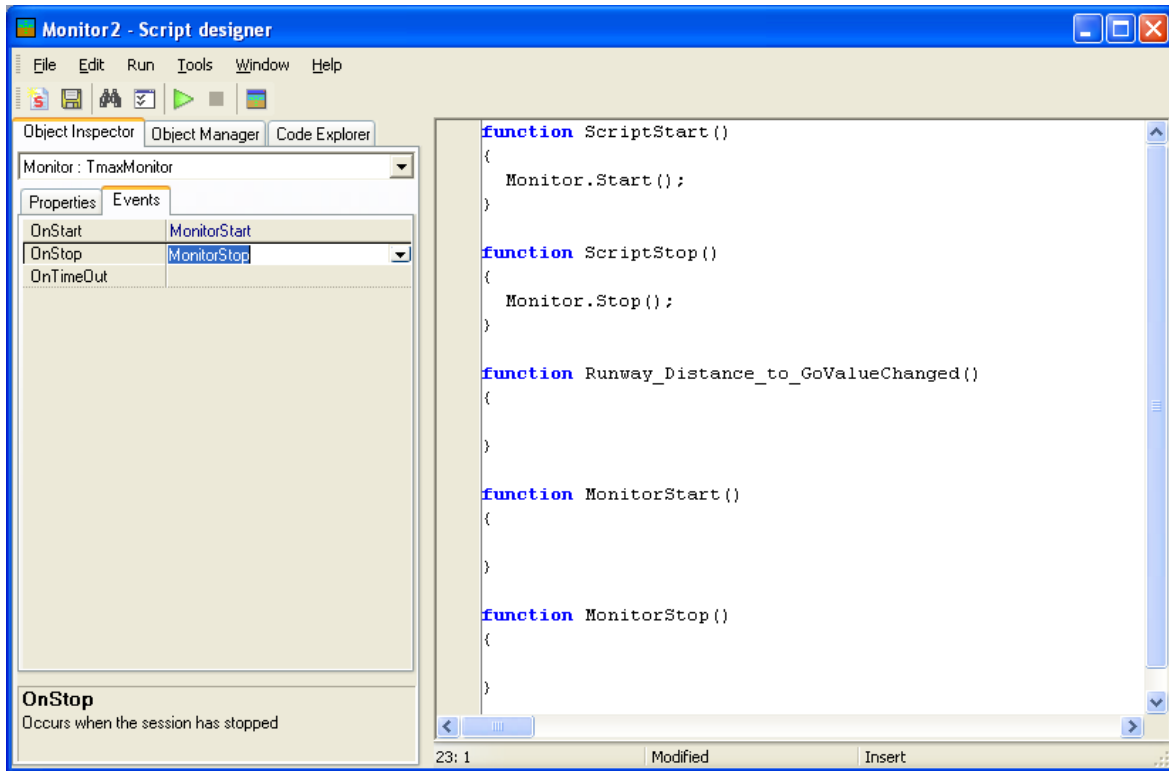 Monitor2 - Script designer
File Edit Run Tools Window Help
Object Inspector Object Manager Code Explorer
Monitor : TmaxMonitor
Properties Events
OnStart MonitorStart
OnStop MonitorStop
OnTimeOut
OnStop
Occurs when the session has stopped
function ScriptStart()
{
  Monitor.Start();
}
function ScriptStop()
{
  Monitor.Stop();
}
function Runway_Distance_to_GoValueChanged()
{
}
function MonitorStart()
{
}
function MonitorStop()
{
}
23: 1 Modified Insert